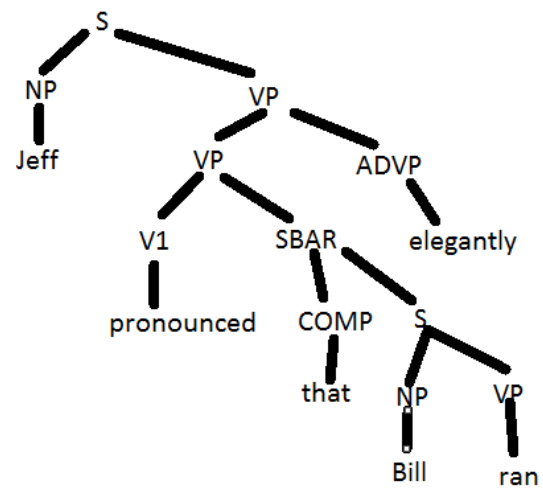 S
NP
VP
Jeff
VP
ADVP
V1
SBAR
elegantly
pronounced
COMP
S
that
NP
VP
Bill
ran